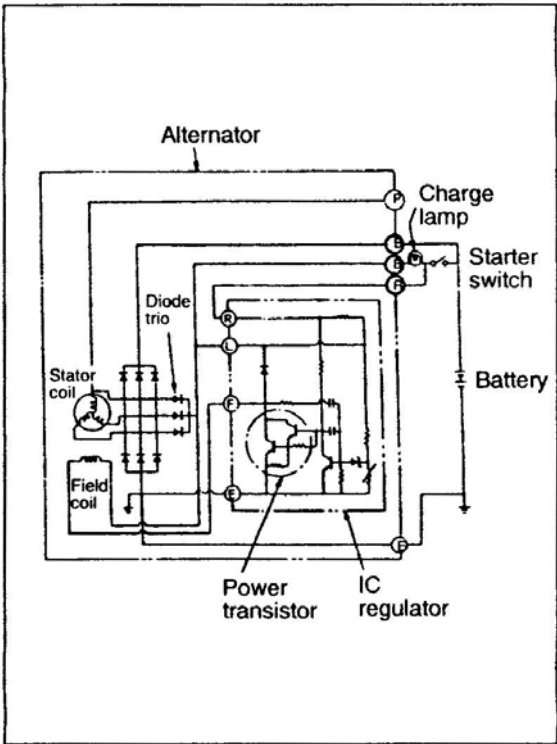 Alternator
P
Charge
lamp
B
Starter
switch
Diode
trio
R
L
Stator
coil
Battery
F
Field
coil
E
Power
transistor
IC
regulator